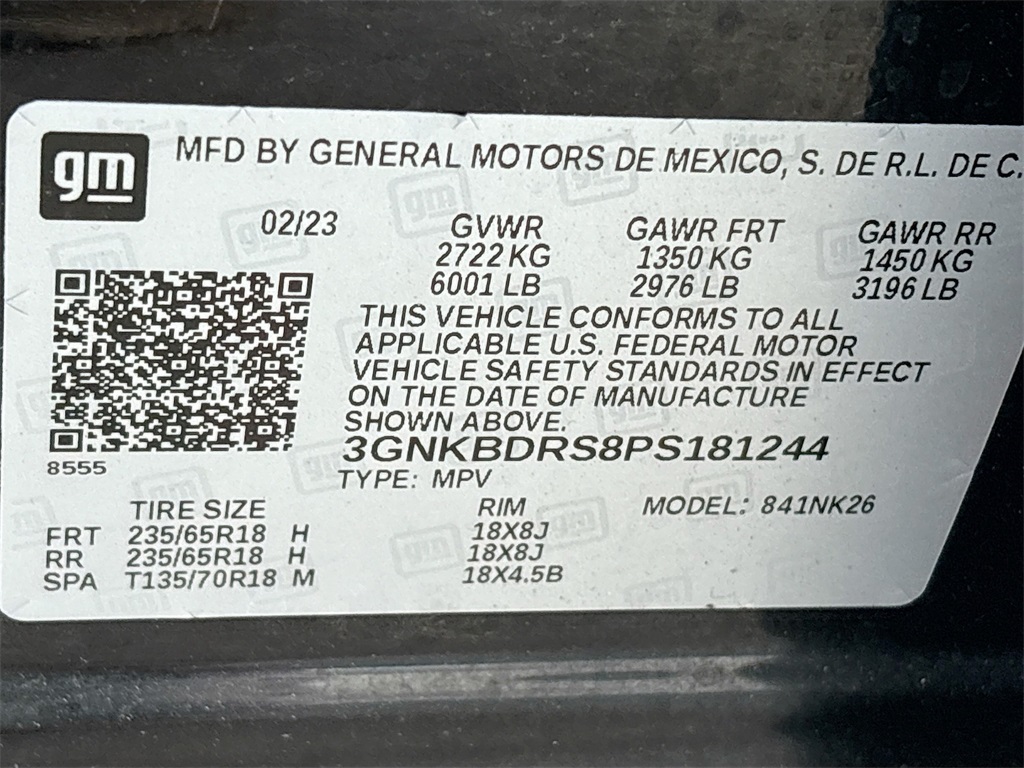 gm
MFD BY GENERAL MOTORS DE MEXICO, S. DE R.L. DE C.
02/23 GVWR GAWR FRT GAWR RR
2722 KG 1350 KG 1450 KG
6001 LB 2976 LB 3196 LB
THIS VEHICLE CONFORMS TO ALL
APPLICABLE U.S. FEDERAL MOTOR
VEHICLE SAFETY STANDARDS IN EFFECT
ON THE DATE OF MANUFACTURE
SHOWN ABOVE.
3GNKBDRS8PS181244
8555
TYPE: MPV
TIRE SIZE RIM MODEL: 841NK26
FRT 235/65R18 H 18X8J
RR 235/65R18 H 18X8J
SPA T135/70R18 M 18X4.5B